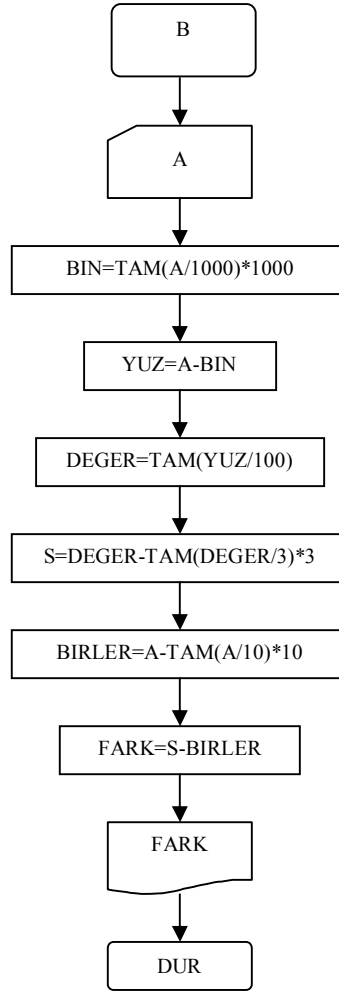 B
A
BIN=TAM(A/1000)*1000
YUZ=A-BIN
DEGER=TAM(YUZ/100)
S=DEGER-TAM(DEGER/3)*3
BIRLER=A-TAM(A/10)*10
FARK=S-BIRLER
FARK
DUR